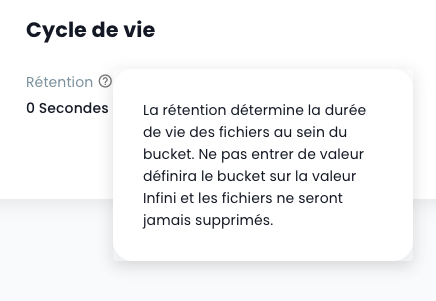 Cycle de vie
Rétention
0 Secondes
La rétention détermine la durée
de vie des fichiers au sein du
bucket. Ne pas entrer de valeur
définira le bucket sur la valeur
Infini et les fichiers ne seront
jamais supprimés.